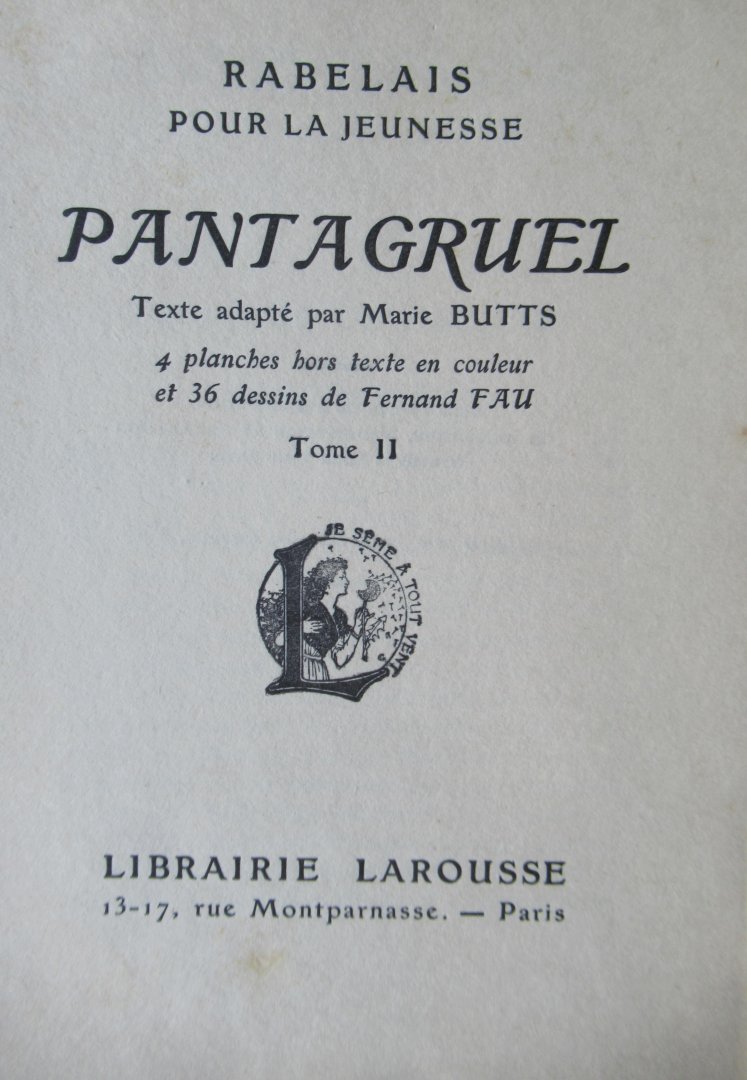 RABELAIS
POUR LA JEUNESSE
PANTAGRUEL
Texte adapté par Marie BUTTS
4 planches hors texte en couleur
et 36 dessins de Fernand FAU
Tome II
JE SÈME À TOUT VENT
L
LIBRAIRIE LAROUSSE
13-17, rue Montparnasse. — Paris